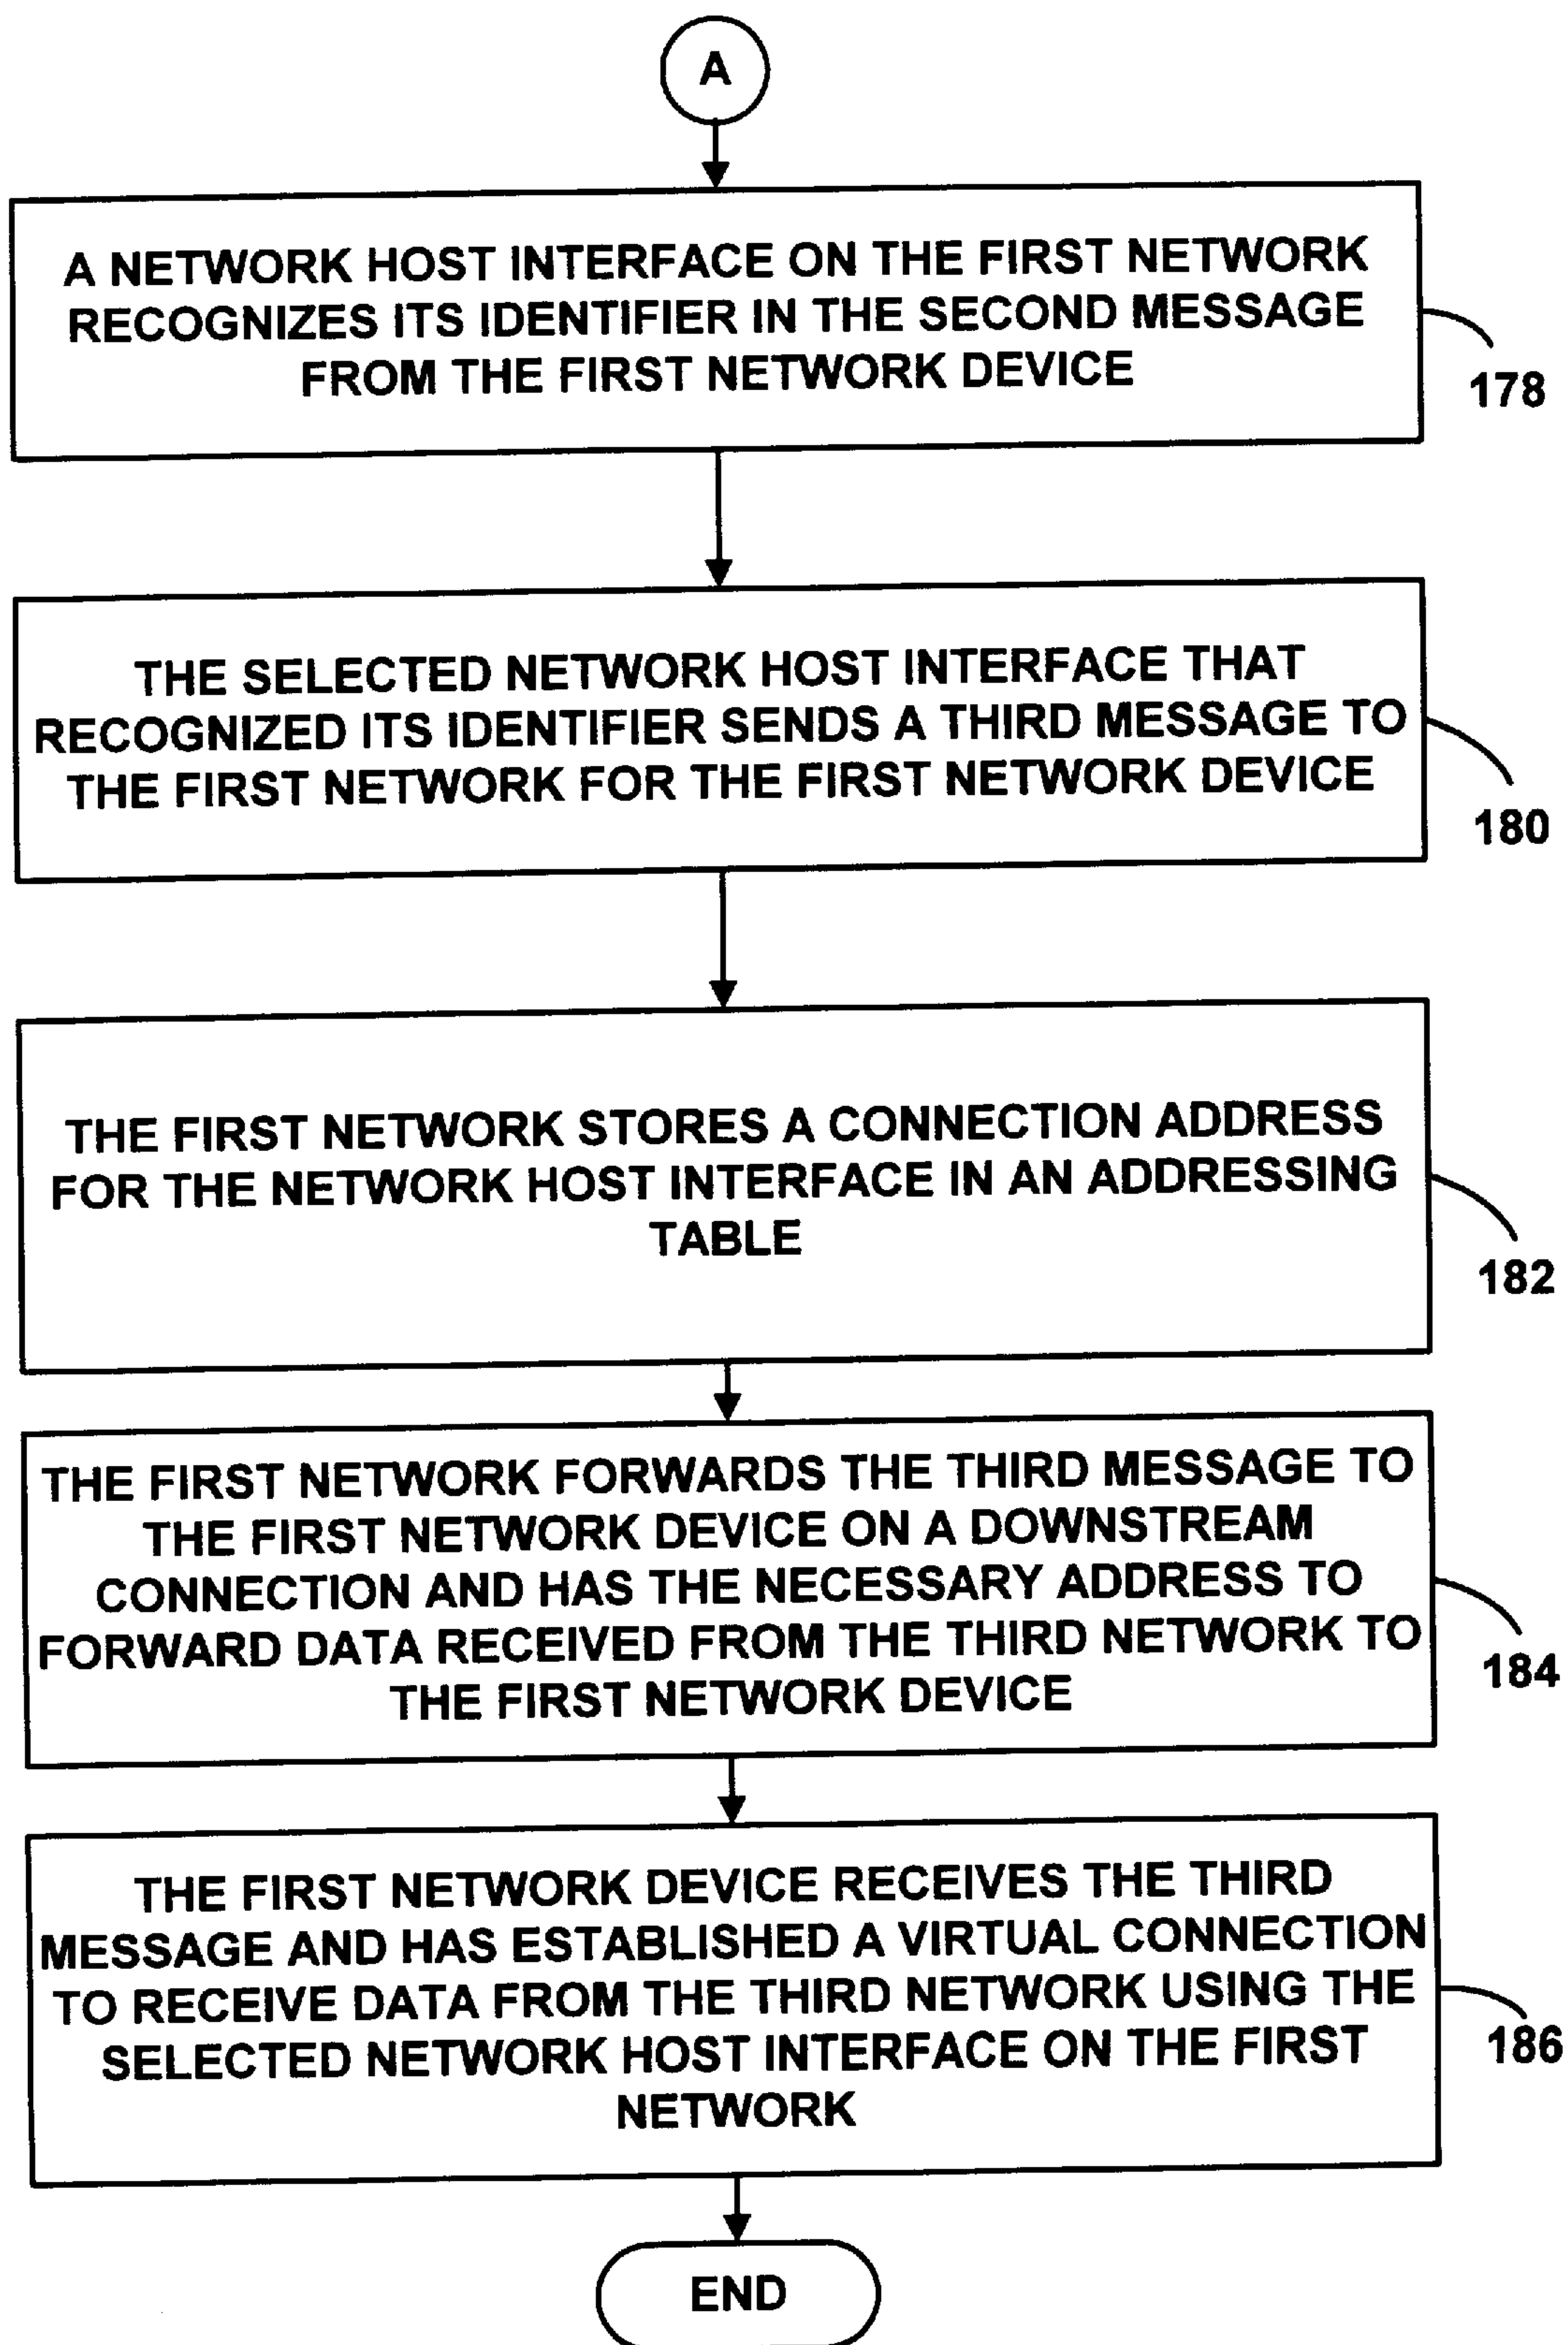 A
A NETWORK HOST INTERFACE ON THE FIRST NETWORK
RECOGNIZES ITS IDENTIFIER IN THE SECOND MESSAGE
FROM THE FIRST NETWORK DEVICE
178
THE SELECTED NETWORK HOST INTERFACE THAT
RECOGNIZED ITS IDENTIFIER SENDS A THIRD MESSAGE TO
THE FIRST NETWORK FOR THE FIRST NETWORK DEVICE
180
THE FIRST NETWORK STORES A CONNECTION ADDRESS
FOR THE NETWORK HOST INTERFACE IN AN ADDRESSING
TABLE
182
THE FIRST NETWORK FORWARDS THE THIRD MESSAGE TO
THE FIRST NETWORK DEVICE ON A DOWNSTREAM
CONNECTION AND HAS THE NECESSARY ADDRESS TO
FORWARD DATA RECEIVED FROM THE THIRD NETWORK TO
THE FIRST NETWORK DEVICE
184
THE FIRST NETWORK DEVICE RECEIVES THE THIRD
MESSAGE AND HAS ESTABLISHED A VIRTUAL CONNECTION
TO RECEIVE DATA FROM THE THIRD NETWORK USING THE
SELECTED NETWORK HOST INTERFACE ON THE FIRST
NETWORK
186
END